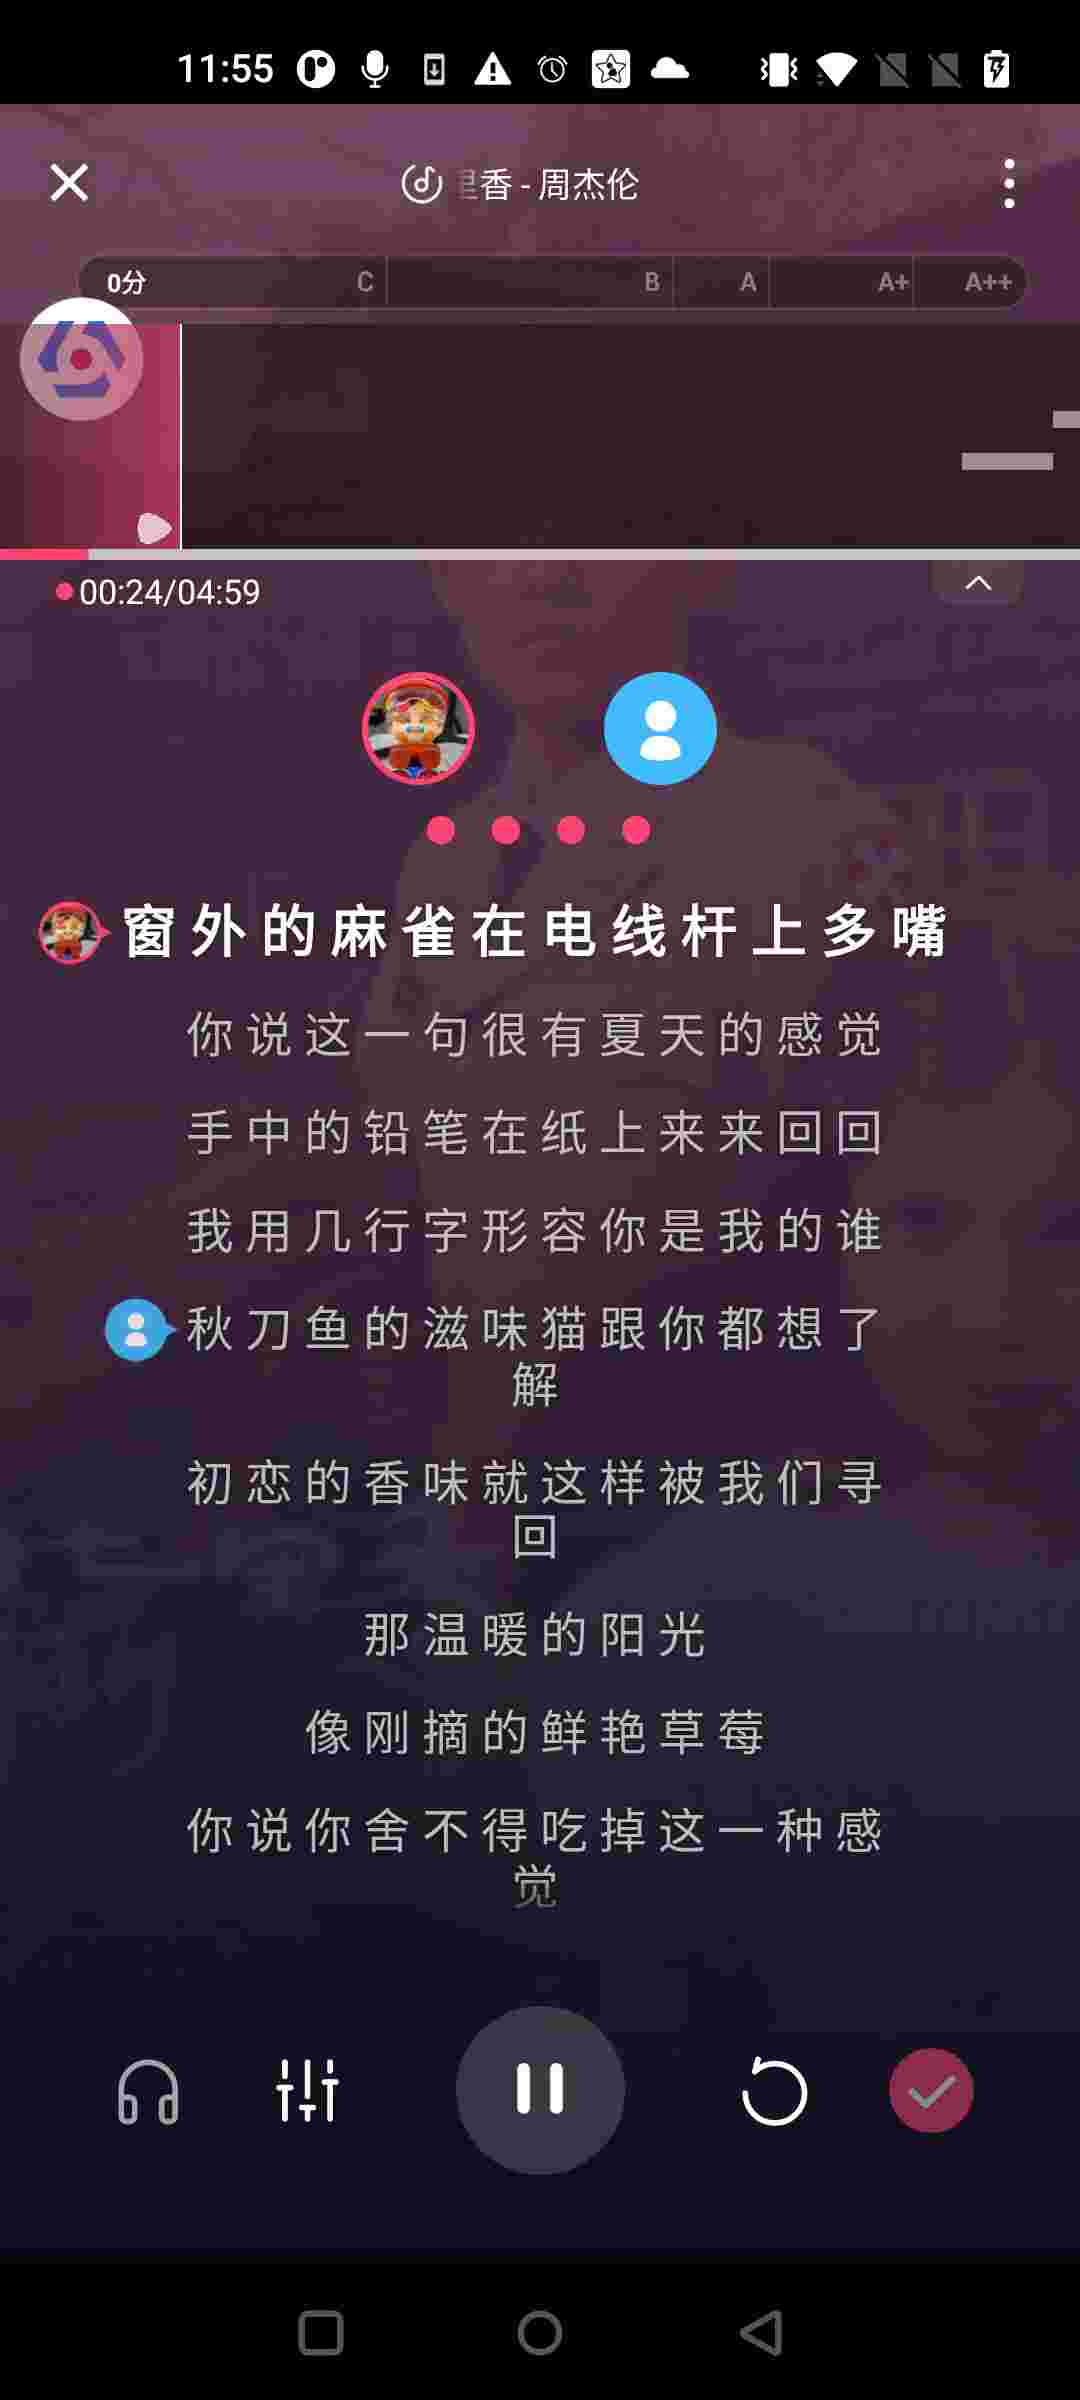 11:55
香 - 周杰伦
0分 C B A A+ A++
00:24/04:59
窗外的麻雀在电线杆上多嘴
你说这一句很有夏天的感觉
手中的铅笔在纸上来来回回
我用几行字形容你是我的谁
秋刀鱼的滋味猫跟你都想了
解
初恋的香味就这样被我们寻
回
那温暖的阳光
像刚摘的鲜艳草莓
你说你舍不得吃掉这一种感
觉